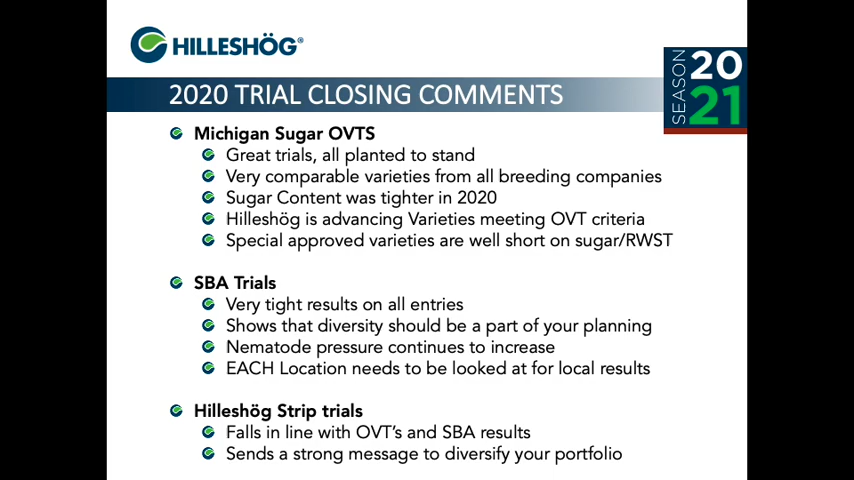 HILLESHÖG®
2020 TRIAL CLOSING COMMENTS
SEASON
20
21
Michigan Sugar OVTS
Great trials, all planted to stand
Very comparable varieties from all breeding companies
Sugar Content was tighter in 2020
Hilleshög is advancing Varieties meeting OVT criteria
Special approved varieties are well short on sugar/RWST
SBA Trials
Very tight results on all entries
Shows that diversity should be a part of your planning
Nematode pressure continues to increase
EACH Location needs to be looked at for local results
Hilleshög Strip trials
Falls in line with OVT's and SBA results
Sends a strong message to diversify your portfolio